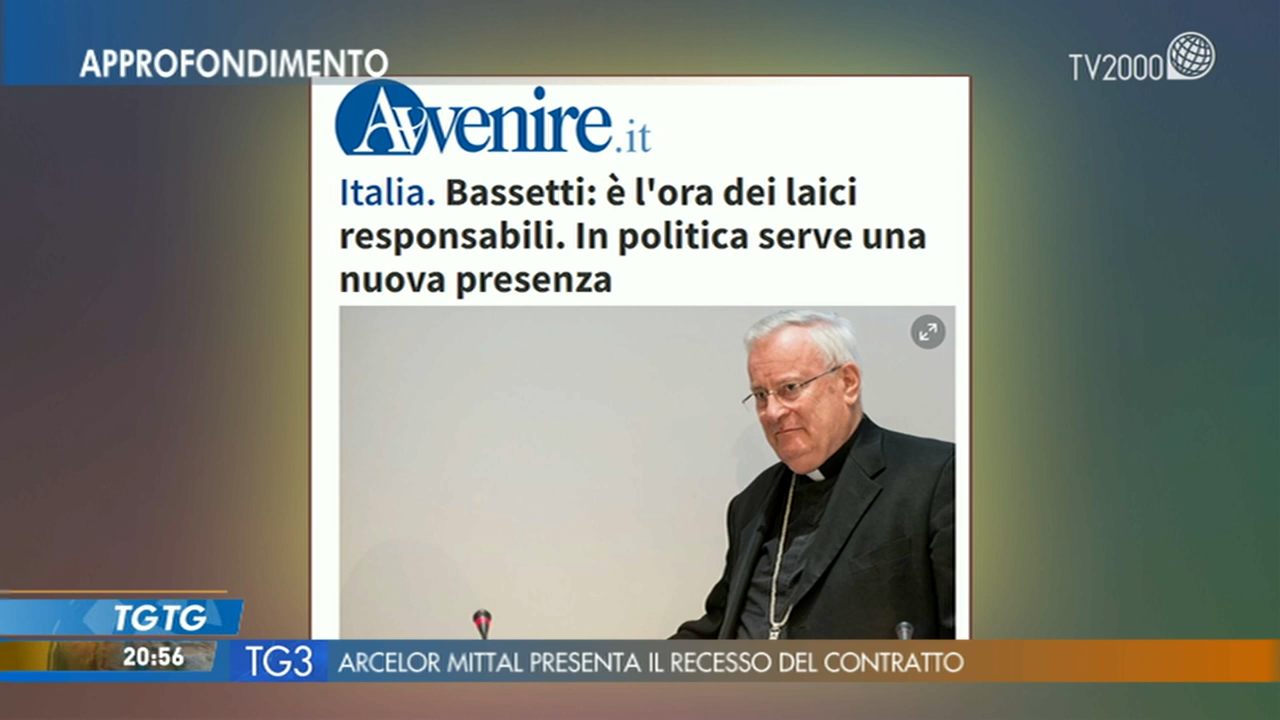 APPROFONDIMENTO
TV2000
Avvenire.it
Italia. Bassetti: è l'ora dei laici
responsabili. In politica serve una
nuova presenza
TGTG
20:56
TG3 ARCELOR MITTAL PRESENTA IL RECESSO DEL CONTRATTO